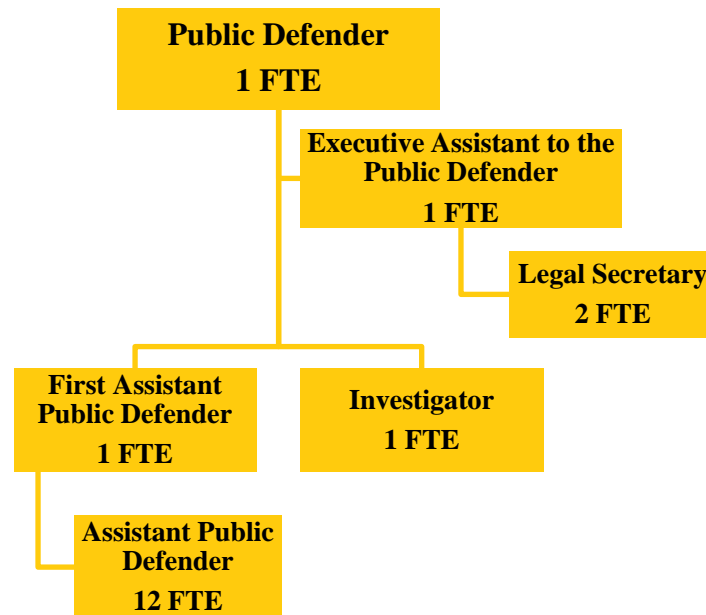 Public Defender
1 FTE
Executive Assistant to the
Public Defender
1 FTE
Legal Secretary
2 FTE
First Assistant
Public Defender
1 FTE
Investigator
1 FTE
Assistant Public
Defender
12 FTE